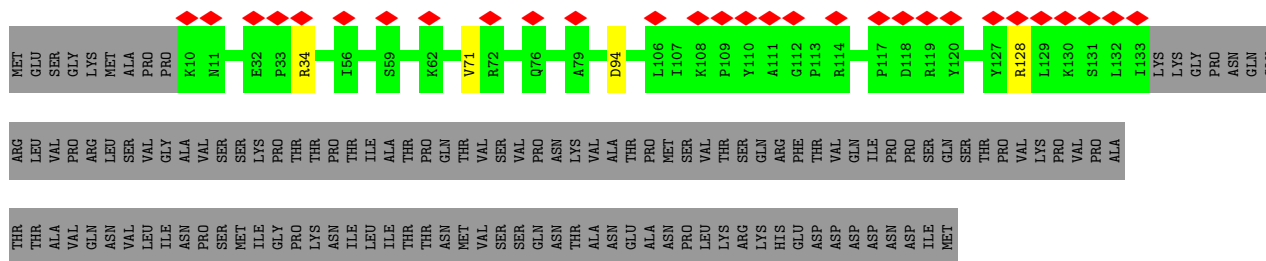 MET GLU SER GLY LYS MET ALA PRO PRO K10 N11 E32 P33 R34 I56 S59 K62 V71 R72 Q76 A79 D94 L106 I107 K108 P109 Y110 A111 G112 P113 R114 P117 D118 R119 Y120 Y127 R128 L129 K130 S131 L132 I133 LYS LYS GLY PRO ASN GLN
ARG LEU VAL PRO ARG LEU SER VAL GLY ALA VAL SER SER LYS PRO THR THR PRO THR ILE ALA THR PRO GLN THR VAL SER VAL PRO ASN LYS VAL ALA THR PRO MET SER VAL THR SER GLN ARG PHE THR VAL GLN ILE PRO PRO SER GLN SER THR PRO VAL LYS PRO VAL PRO ALA
THR THR ALA VAL GLN ASN VAL LEU ILE ASN PRO SER MET ILE GLY PRO LYS ASN ILE LEU ILE THR THR ASN MET VAL SER SER GLN ASN THR ALA ASN GLU ALA ASN PRO LEU LYS ARG LYS HIS GLU ASP ASP ASP ASP ASN ASP ILE MET